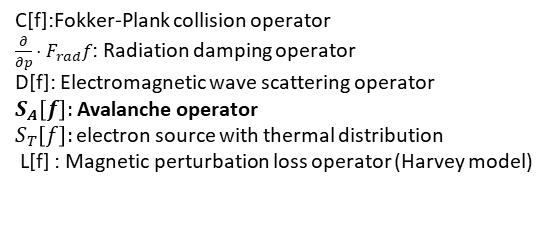 C[f]:Fokker-Plank collision operator
∂/∂p · F_rad f: Radiation damping operator
D[f]: Electromagnetic wave scattering operator
S_A[f]: Avalanche operator
S_T[f]: electron source with thermal distribution
L[f] : Magnetic perturbation loss operator (Harvey model)